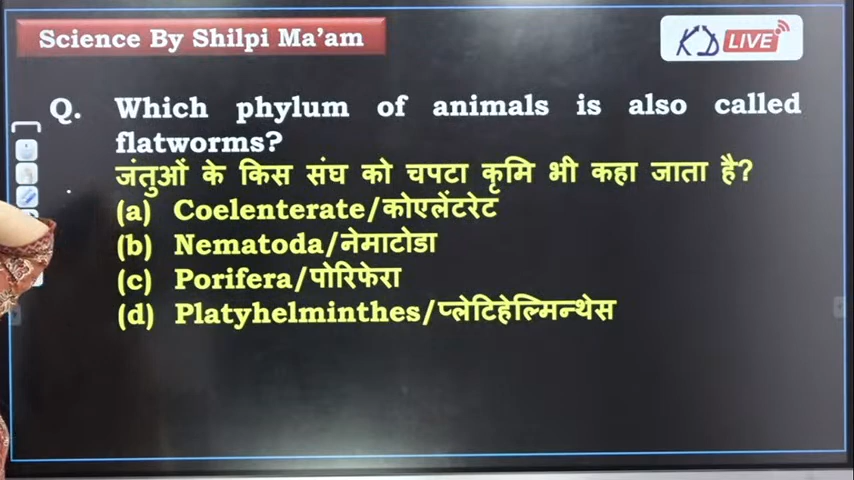 Science By Shilpi Ma'am
KD LIVE
Q. Which phylum of animals is also called
flatworms?
जंतुओं के किस संघ को चपटा कृमि भी कहा जाता है?
(a) Coelenterate/कोएलेंटरेट
(b) Nematoda/नेमाटोडा
(c) Porifera/पोरिफेरा
(d) Platyhelminthes/प्लेटिहेल्मिन्थेस